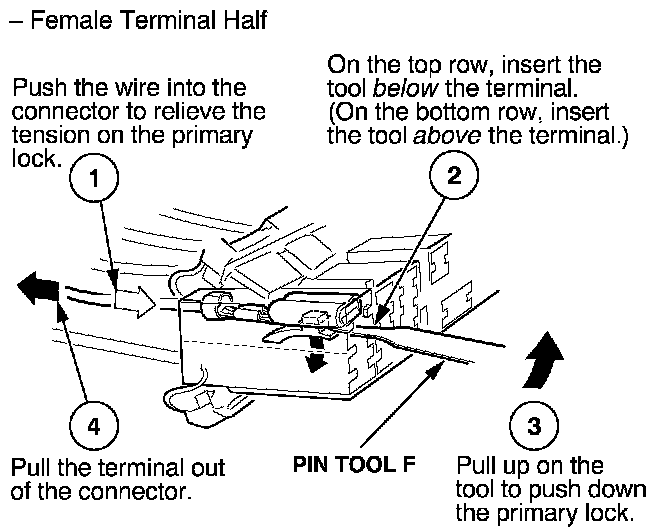 – Female Terminal Half
Push the wire into the
connector to relieve the
tension on the primary
lock.
1
On the top row, insert the
tool below the terminal.
(On the bottom row, insert
the tool above the terminal.)
2
4
Pull the terminal out
of the connector.
PIN TOOL F
3
Pull up on the
tool to push down
the primary lock.